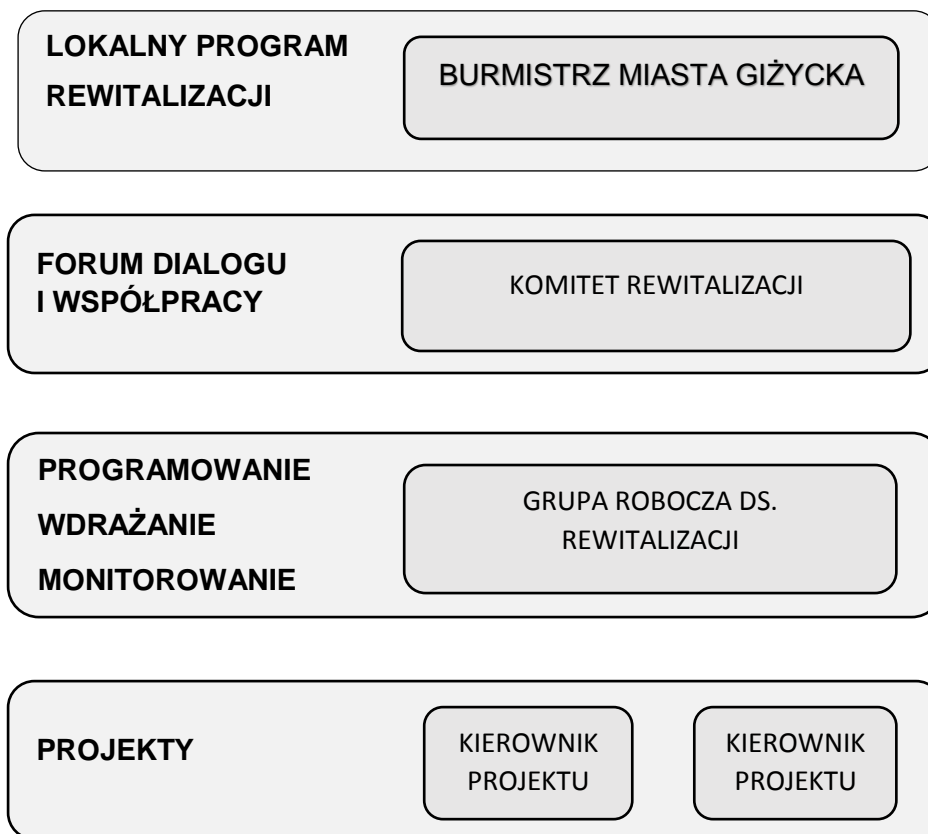 LOKALNY PROGRAM
REWITALIZACJI
BURMISTRZ MIASTA GIŻYCKA
FORUM DIALOGU
I WSPÓŁPRACY
KOMITET REWITALIZACJI
PROGRAMOWANIE
WDRAŻANIE
MONITOROWANIE
GRUPA ROBOCZA DS.
REWITALIZACJI
PROJEKTY
KIEROWNIK
PROJEKTU
KIEROWNIK
PROJEKTU